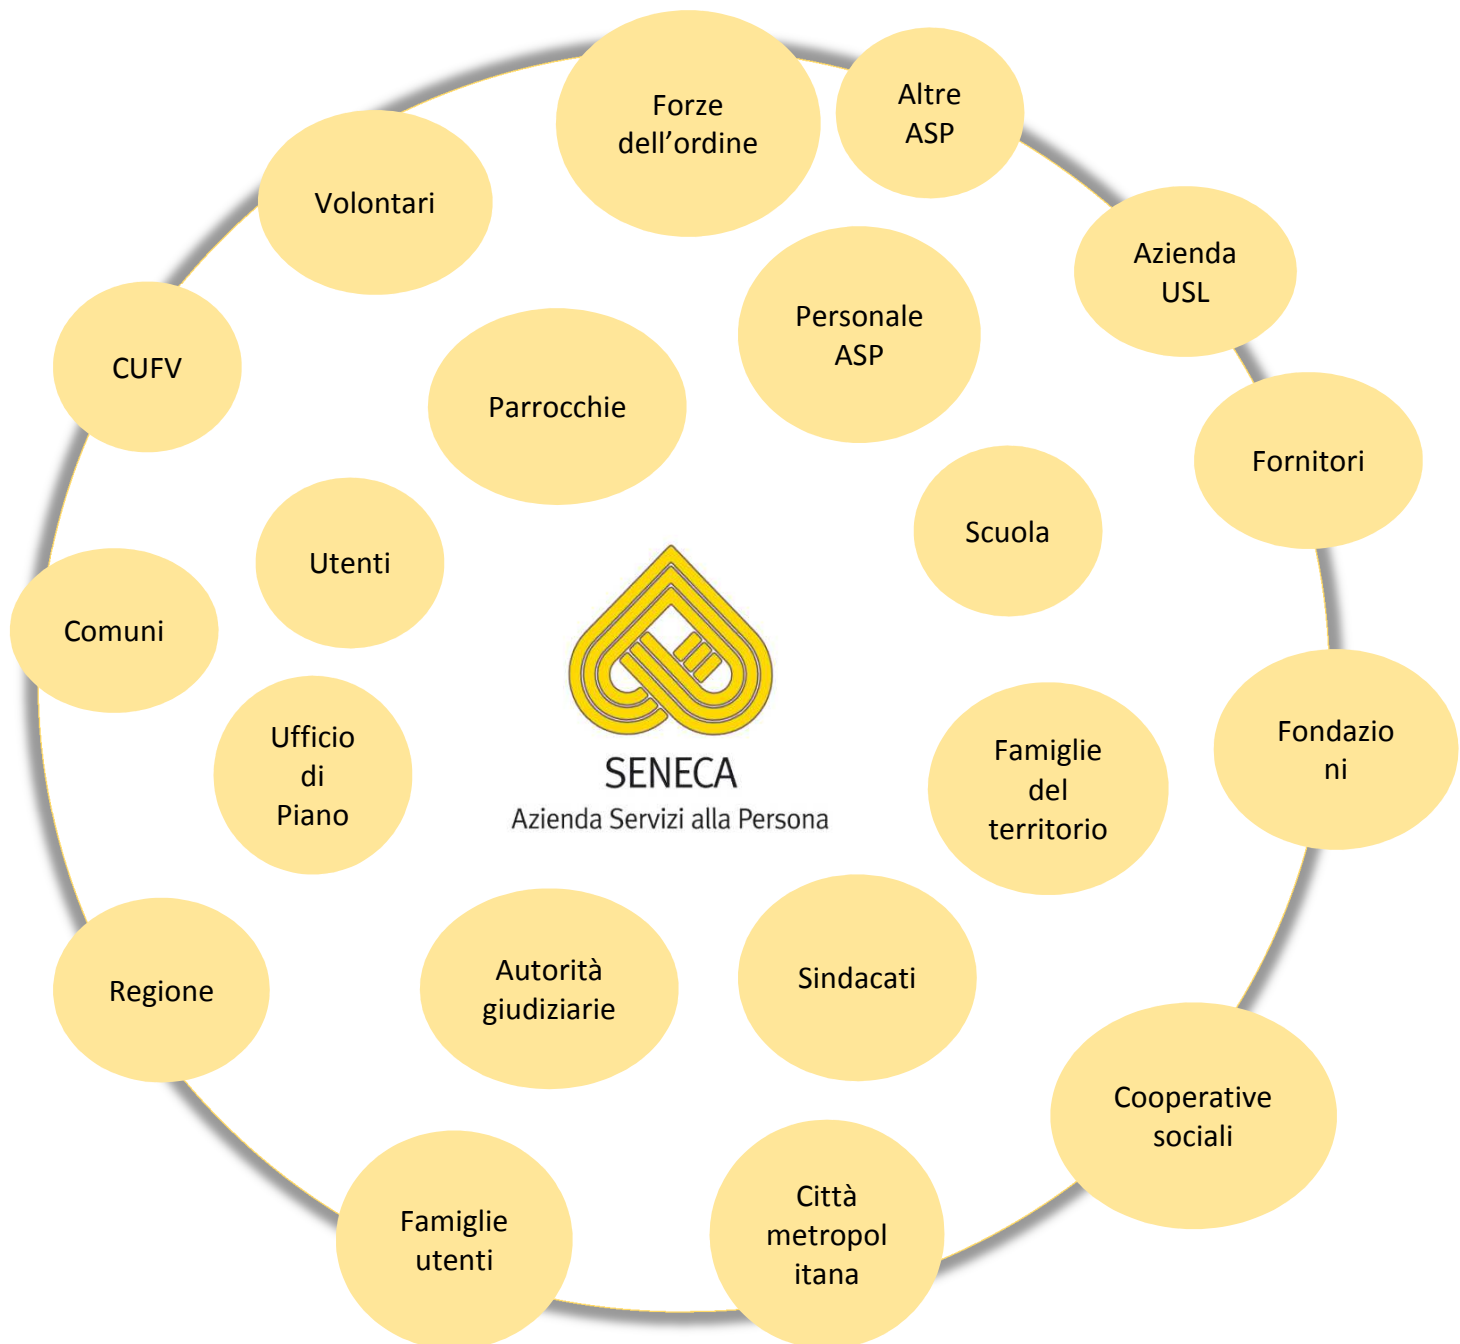 Forze
dell’ordine
Altre
ASP
Volontari
Azienda
USL
Personale
ASP
CUFV
Parrocchie
Fornitori
Scuola
Utenti
Comuni
Ufficio
di
Piano
SENECA
Azienda Servizi alla Persona
Famiglie
del
territorio
Fondazio
ni
Regione
Autorità
giudiziarie
Sindacati
Cooperative
sociali
Famiglie
utenti
Città
metropol
itana